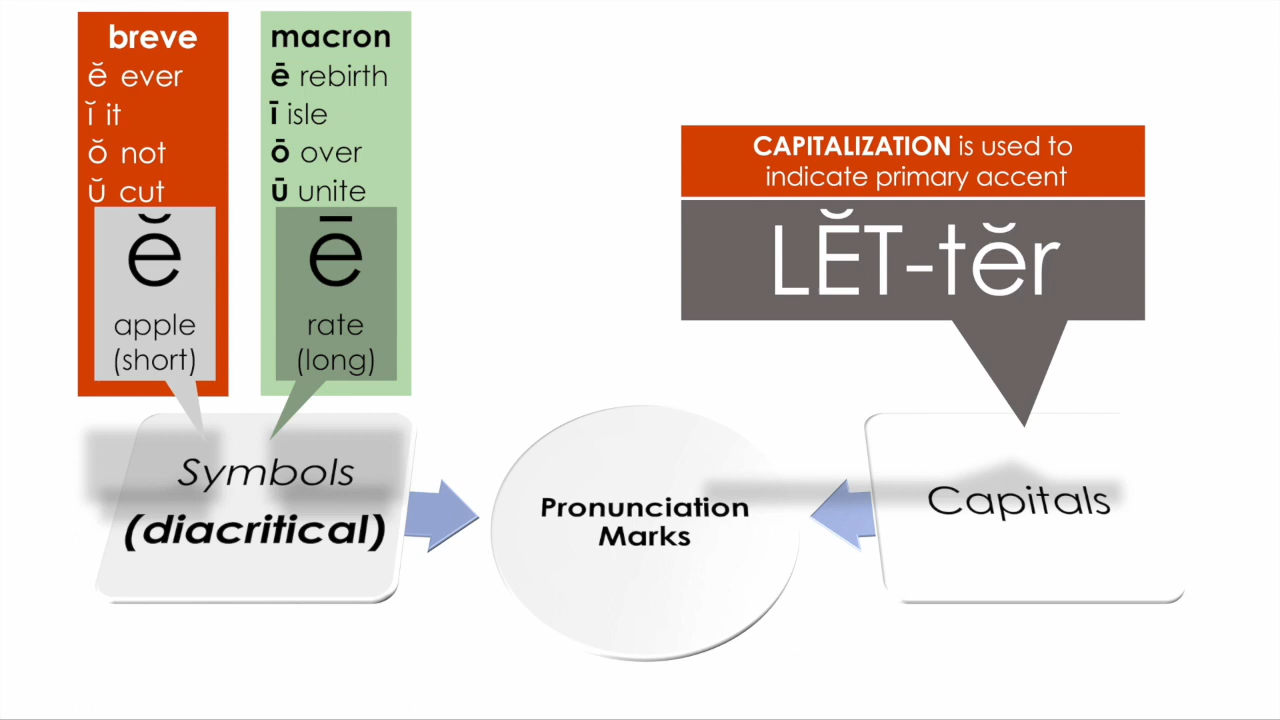 breve
ĕ ever
ĭ it
ŏ not
ŭ cut
ĕ
apple
(short)
macron
ē rebirth
ī isle
ō over
ū unite
ē
rate
(long)
CAPITALIZATION is used to
indicate primary accent
LĔT-tĕr
Symbols
(diacritical)
Pronunciation
Marks
Capitals